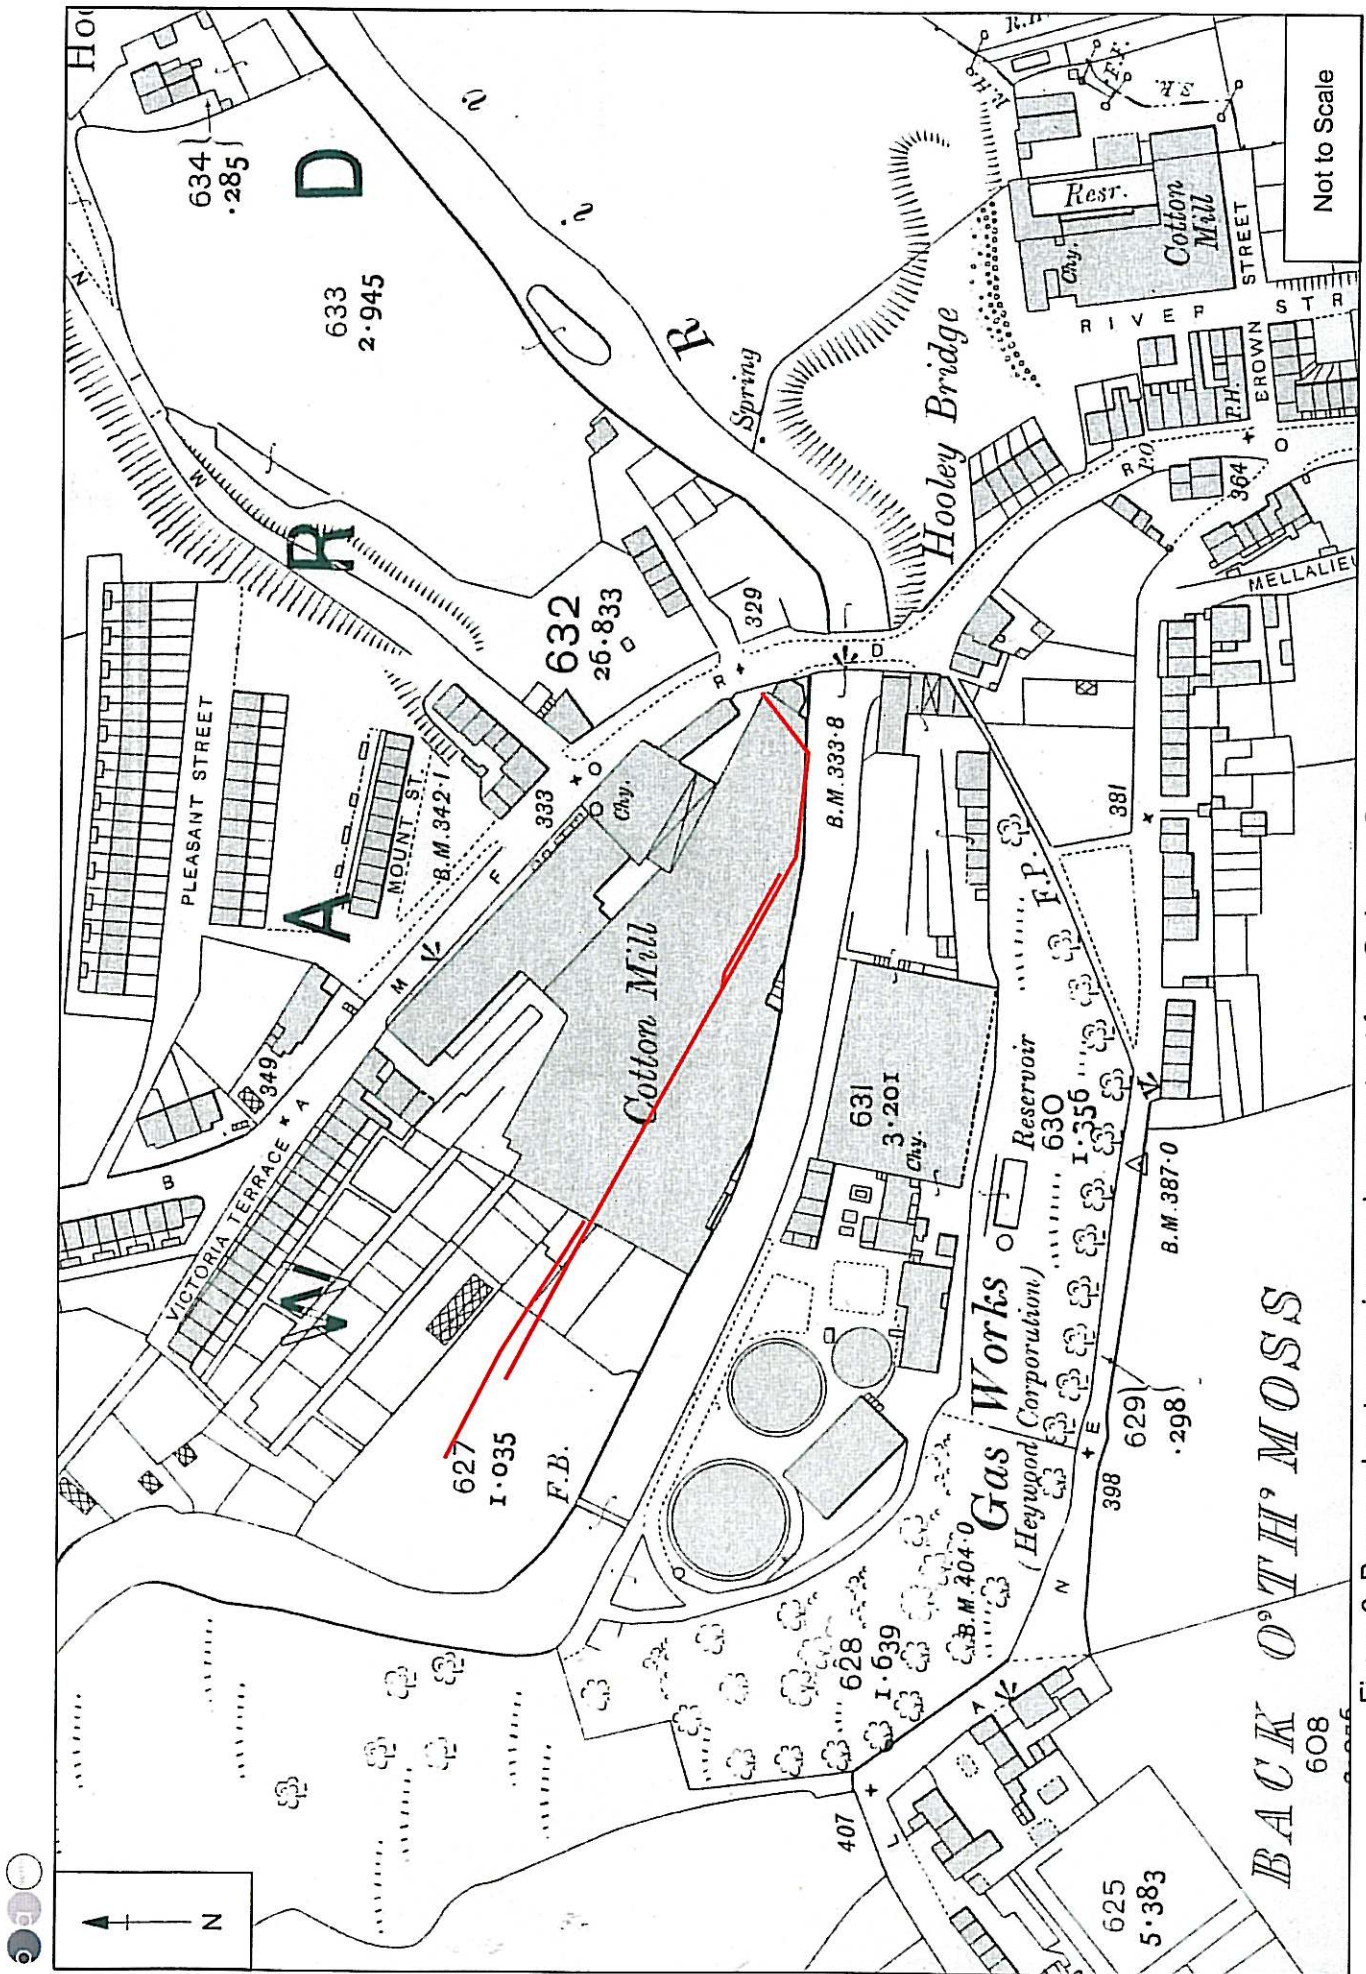 Not to Scale
N
Hoo
634
.285
D
633
2.945
N
I
M
M
R
PLEASANT STREET
A
MOUNT ST.
B.M. 342.1
632
26.833
333
O
R
329
F
M
Chy.
Cotton Mill
349
A
B
VICTORIA TERRACE
W
627
1.035
F.B.
R
Spring
Hooley Bridge
D
B.M. 333.8
R.H.
R.H.
S.R.
Resr.
Chy.
Cotton
Mill
RIVER
STREET
STR
P.H.
P.O.
R
O
364
MELLALIEU
381
F.P.
631
3.201
Chy.
Reservoir
630
1.356
Gas Works
(Heywood Corporation)
B.M. 387.0
629
.298
E
398
N
B.M. 404.0
628
1.639
A
L
407
625
5.383
BACK O'TH' MOSS
608